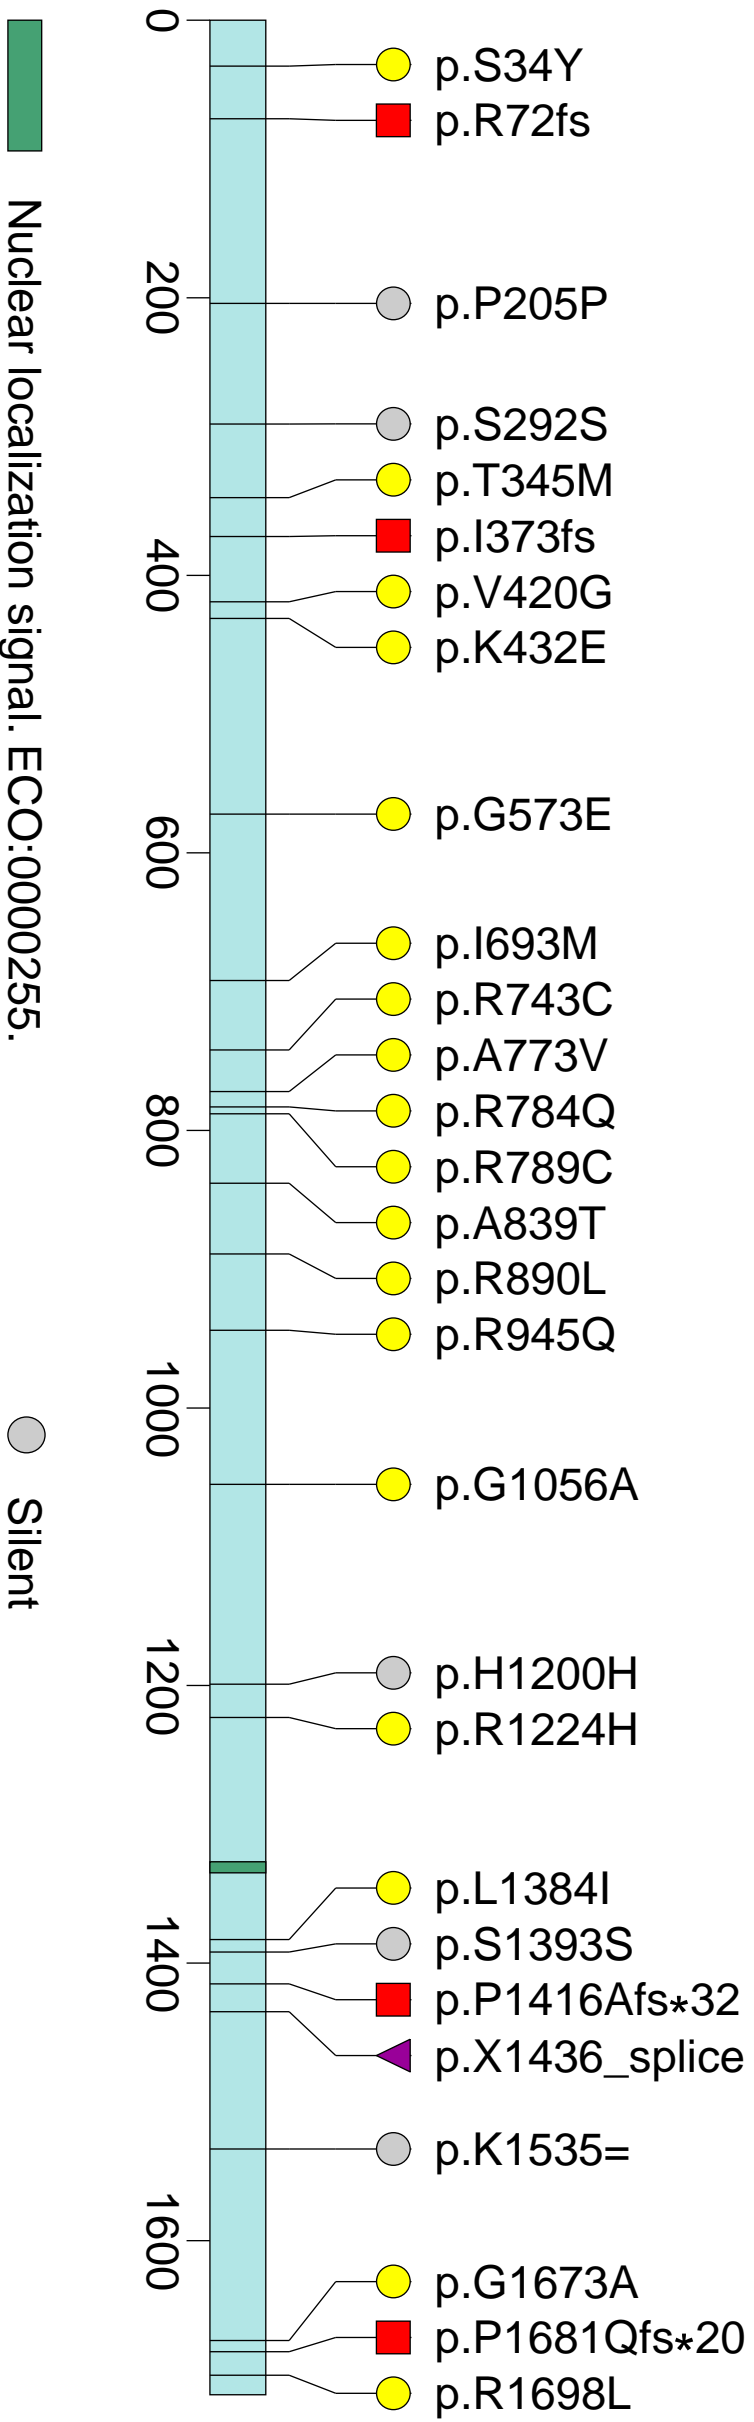 p.S34Y
p.R72fs
p.P205P
p.S292S
p.T345M
p.I373fs
p.V420G
p.K432E
p.G573E
p.I693M
p.R743C
p.A773V
p.R784Q
p.R789C
p.A839T
p.R890L
p.R945Q
p.G1056A
p.H1200H
p.R1224H
p.L1384I
p.S1393S
p.P1416Afs*32
p.X1436_splice
p.K1535=
p.G1673A
p.P1681Qfs*20
p.R1698L
0
200
400
600
800
1000
1200
1400
1600
Nuclear localization signal. ECO:0000255.
Silent